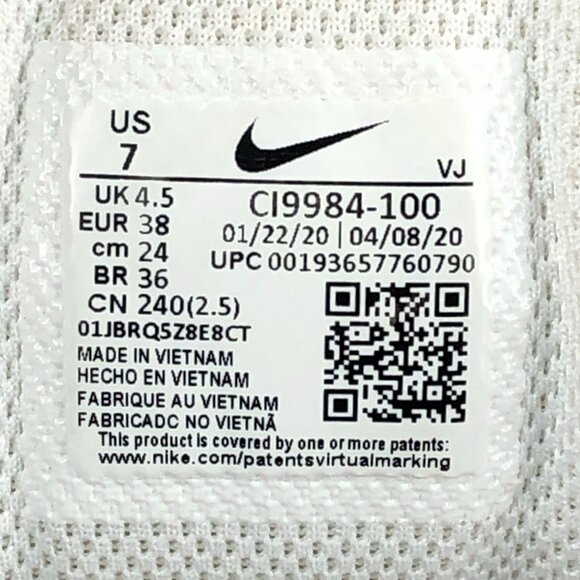 US
7
VJ
UK 4.5
EUR 38
cm 24
BR 36
CN 240(2.5)
CI9984-100
01/22/20 | 04/08/20
UPC 00193657760790
01JBRQ5Z8E8CT
MADE IN VIETNAM
HECHO EN VIETNAM
FABRIQUE AU VIETNAM
FABRICADC NO VIETNÃ
This product is covered by one or more patents:
www.nike.com/patentsvirtualmarking